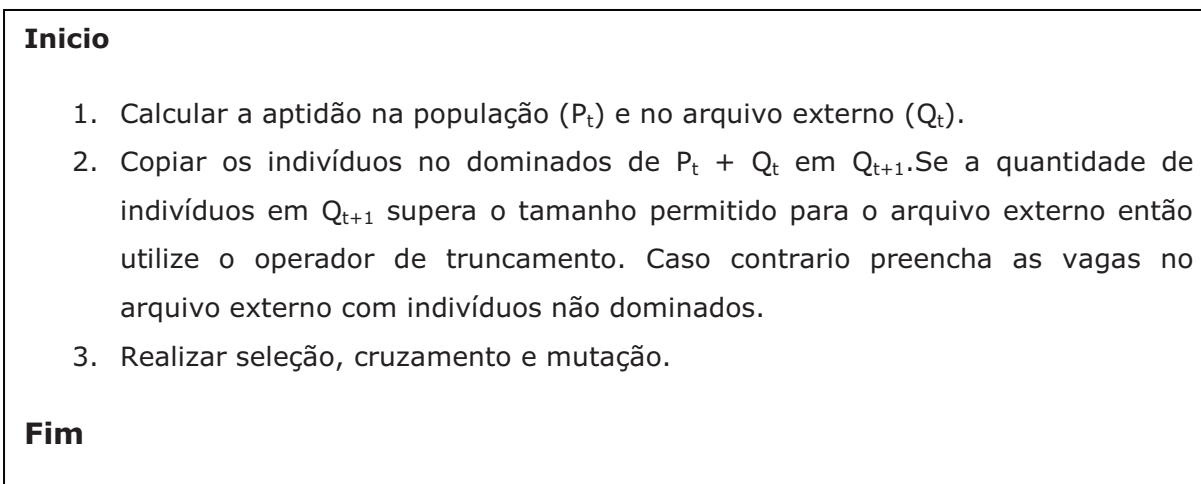 Inicio
1. Calcular a aptidão na população (Pt) e no arquivo externo (Qt).
2. Copiar os indivíduos no dominados de Pt + Qt em Qt+1.Se a quantidade de
indivíduos em Qt+1 supera o tamanho permitido para o arquivo externo então
utilize o operador de truncamento. Caso contrario preencha as vagas no
arquivo externo com indivíduos não dominados.
3. Realizar seleção, cruzamento e mutação.
Fim